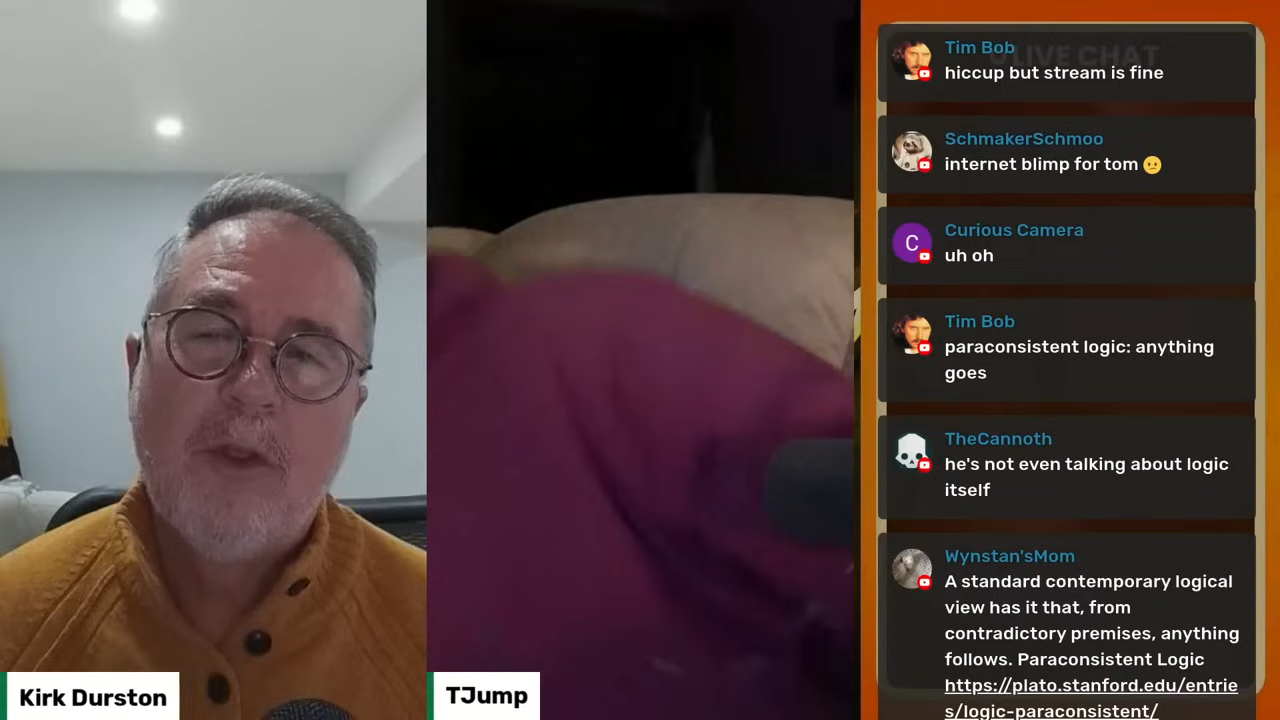 LIVE CHAT
Tim Bob
hiccup but stream is fine
SchmakerSchmoo
internet blimp for tom 😕
Curious Camera
C
uh oh
Tim Bob
paraconsistent logic: anything
goes
TheCannoth
he's not even talking about logic
itself
Wynstan'sMom
A standard contemporary logical
view has it that, from
contradictory premises, anything
follows. Paraconsistent Logic
https://plato.stanford.edu/entrie
s/logic-paraconsistent/
Kirk Durston
TJump